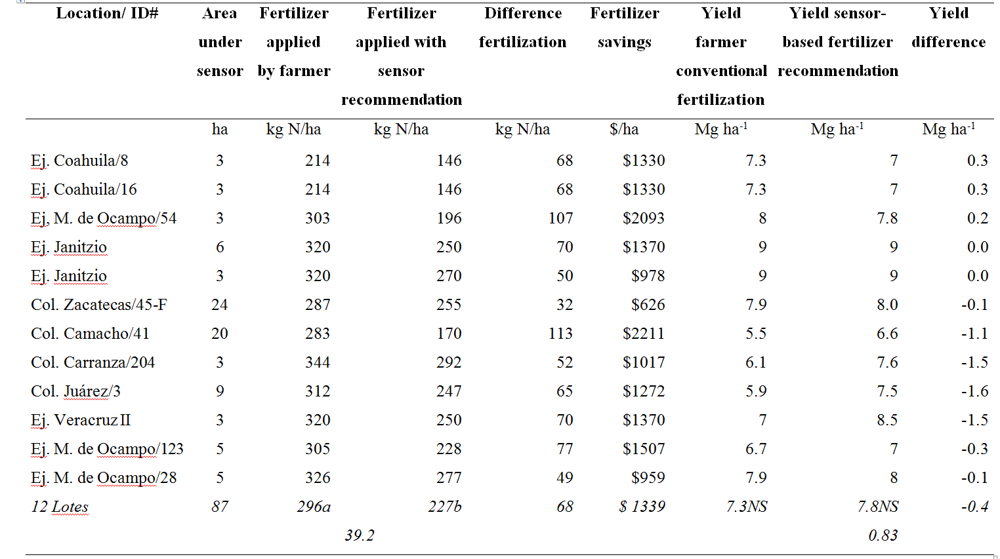 Location/ ID# Area Fertilizer Fertilizer Difference Fertilizer Yield Yield sensor- Yield
under applied applied with fertilization savings farmer based fertilizer difference
sensor by farmer sensor conventional recommendation
recommendation fertilization
ha kg N/ha kg N/ha kg N/ha $/ha Mg ha-1 Mg ha-1 Mg ha-1
Ej. Coahuila/8 3 214 146 68 $1330 7.3 7 0.3
Ej. Coahuila/16 3 214 146 68 $1330 7.3 7 0.3
Ej, M. de Ocampo/54 3 303 196 107 $2093 8 7.8 0.2
Ej. Janitzio 6 320 250 70 $1370 9 9 0.0
Ej. Janitzio 3 320 270 50 $978 9 9 0.0
Col. Zacatecas/45-F 24 287 255 32 $626 7.9 8.0 -0.1
Col. Camacho/41 20 283 170 113 $2211 5.5 6.6 -1.1
Col. Carranza/204 3 344 292 52 $1017 6.1 7.6 -1.5
Col. Juárez/3 9 312 247 65 $1272 5.9 7.5 -1.6
Ej. Veracruz II 3 320 250 70 $1370 7 8.5 -1.5
Ej. M. de Ocampo/123 5 305 228 77 $1507 6.7 7 -0.3
Ej. M. de Ocampo/28 5 326 277 49 $959 7.9 8 -0.1
12 Lotes 87 296a 227b 68 $ 1339 7.3NS 7.8NS -0.4
39.2 0.83